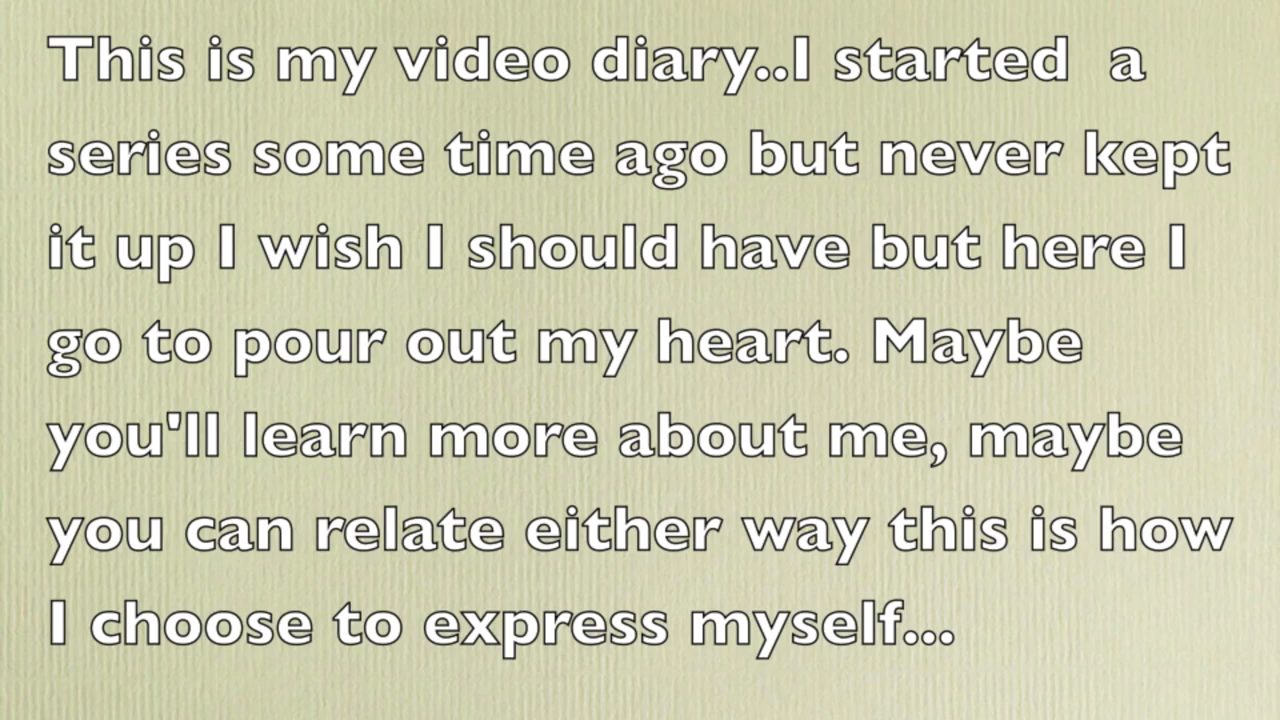 This is my video diary..I started  a
series some time ago but never kept
it up I wish I should have but here I
go to pour out my heart. Maybe
you'll learn more about me, maybe
you can relate either way this is how
I choose to express myself...